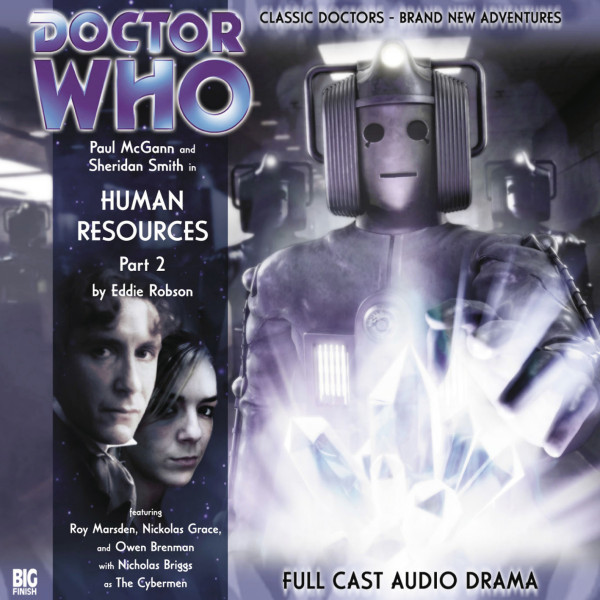 CLASSIC DOCTORS - BRAND NEW ADVENTURES
DOCTOR
WHO
Paul McGann and
Sheridan Smith in
HUMAN
RESOURCES
Part 2
by Eddie Robson
featuring
Roy Marsden, Nickolas Grace,
and Owen Brenman
with Nicholas Briggs
as The Cybermen
BIG
FINISH
FULL CAST AUDIO DRAMA